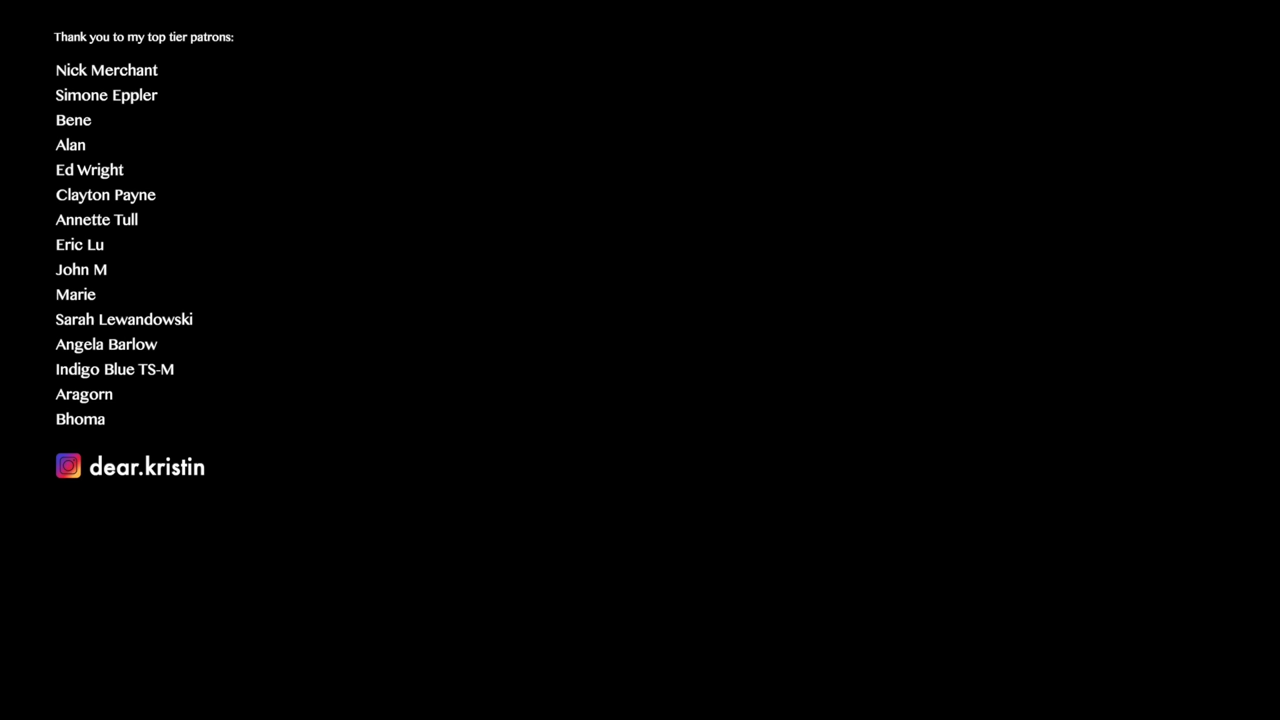 Thank you to my top tier patrons:
Nick Merchant
Simone Eppler
Bene
Alan
Ed Wright
Clayton Payne
Annette Tull
Eric Lu
John M
Marie
Sarah Lewandowski
Angela Barlow
Indigo Blue TS-M
Aragorn
Bhoma
dear.kristin